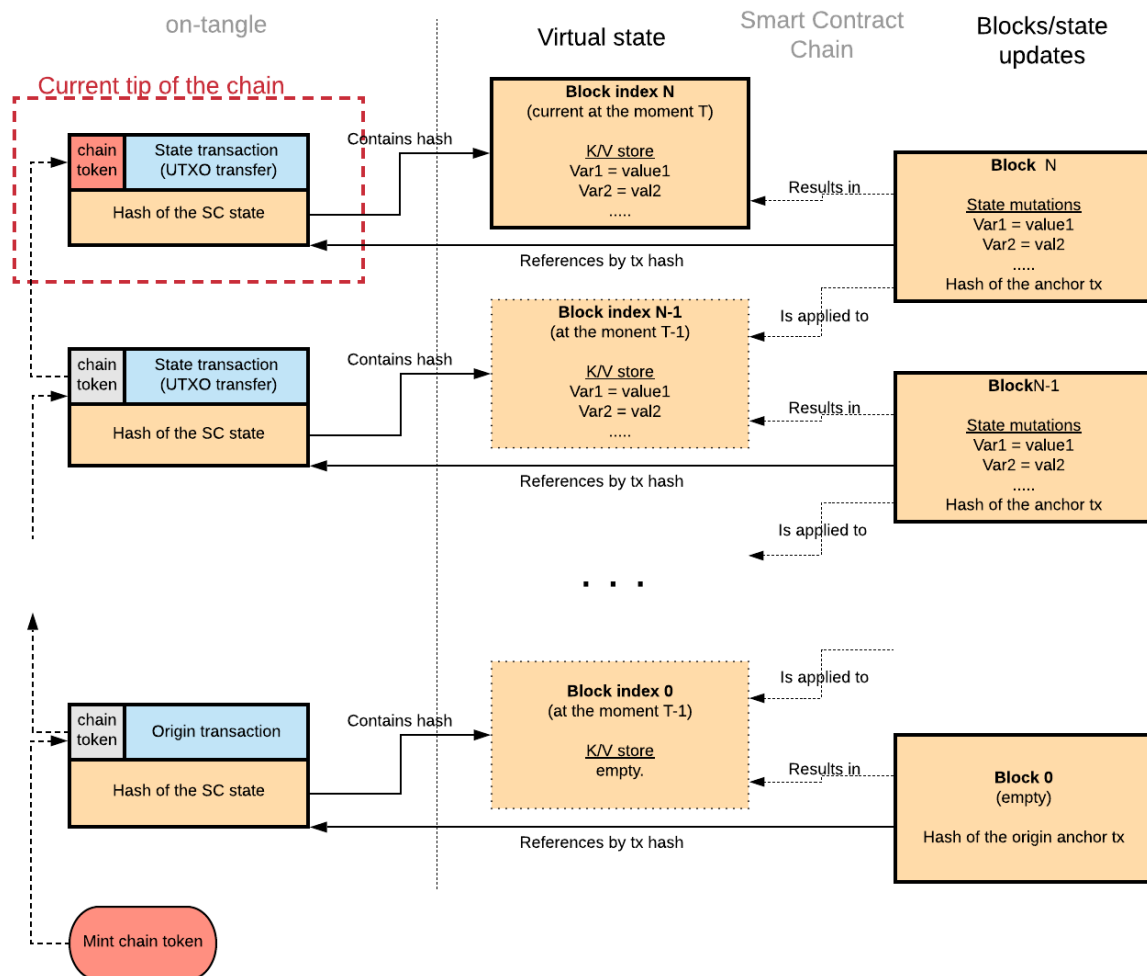 on-tangle
Virtual state
Smart Contract
Chain
Blocks/state
updates
Current tip of the chain
chain
token
State transaction
(UTXO transfer)
Hash of the SC state
Contains hash
Block index N
(current at the moment T)
K/V store
Var1 = value1
Var2 = val2
.....
Results in
Block N
State mutations
Var1 = value1
Var2 = val2
.....
Hash of the anchor tx
References by tx hash
Is applied to
chain
token
State transaction
(UTXO transfer)
Hash of the SC state
Contains hash
Block index N-1
(at the monent T-1)
K/V store
Var1 = value1
Var2 = val2
.....
Results in
BlockN-1
State mutations
Var1 = value1
Var2 = val2
.....
Hash of the anchor tx
References by tx hash
Is applied to
. . .
Is applied to
chain
token
Origin transaction
Hash of the SC state
Contains hash
Block index 0
(at the moment T-1)
K/V store
empty.
Results in
Block 0
(empty)
Hash of the origin anchor tx
References by tx hash
Mint chain token